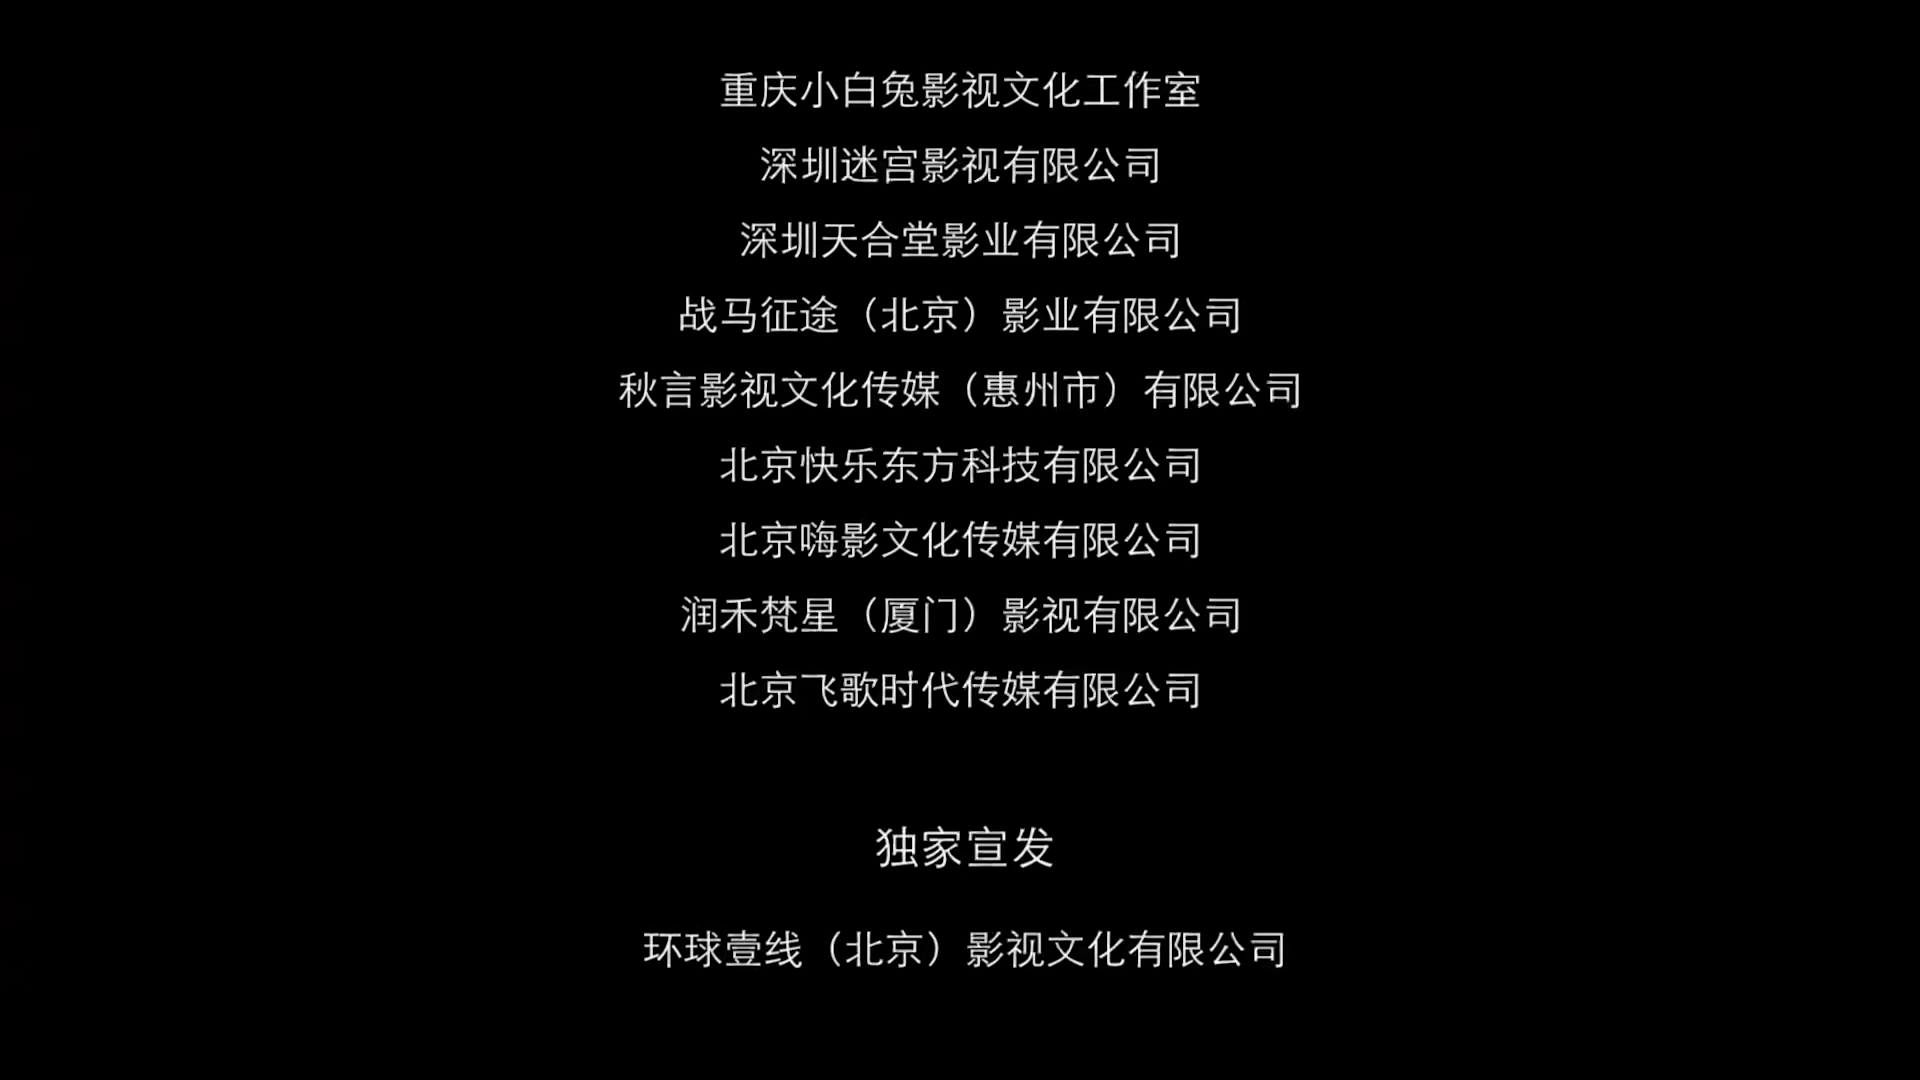 重庆小白兔影视文化工作室
深圳迷宫影视有限公司
深圳天合堂影业有限公司
战马征途（北京）影业有限公司
秋言影视文化传媒（惠州市）有限公司
北京快乐东方科技有限公司
北京嗨影文化传媒有限公司
润禾梵星（厦门）影视有限公司
北京飞歌时代传媒有限公司
独家宣发
环球壹线（北京）影视文化有限公司